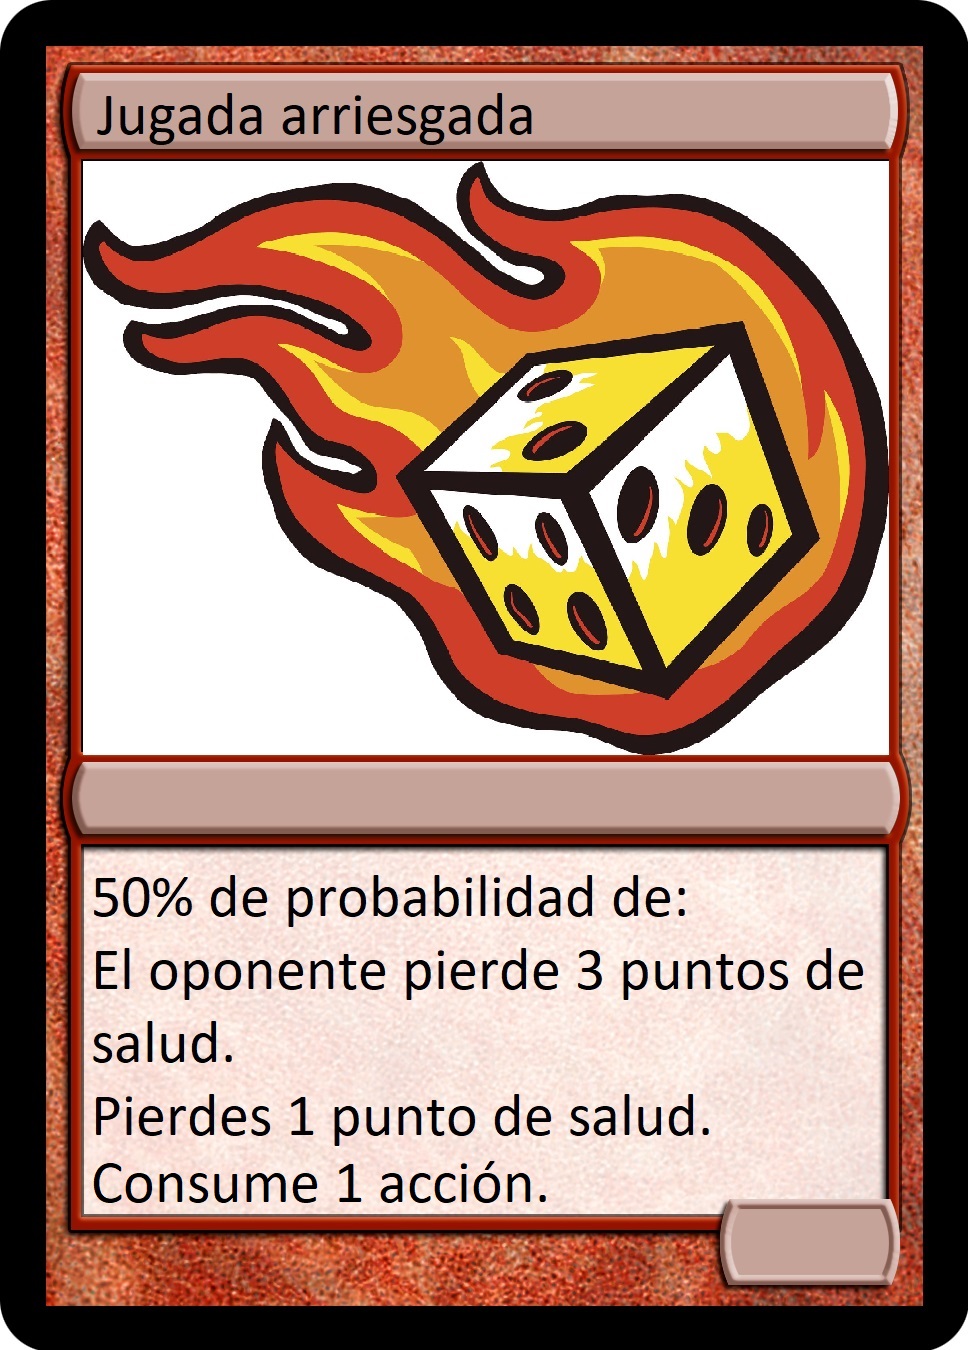 Jugada arriesgada
50% de probabilidad de:
El oponente pierde 3 puntos de
salud.
Pierdes 1 punto de salud.
Consume 1 acción.